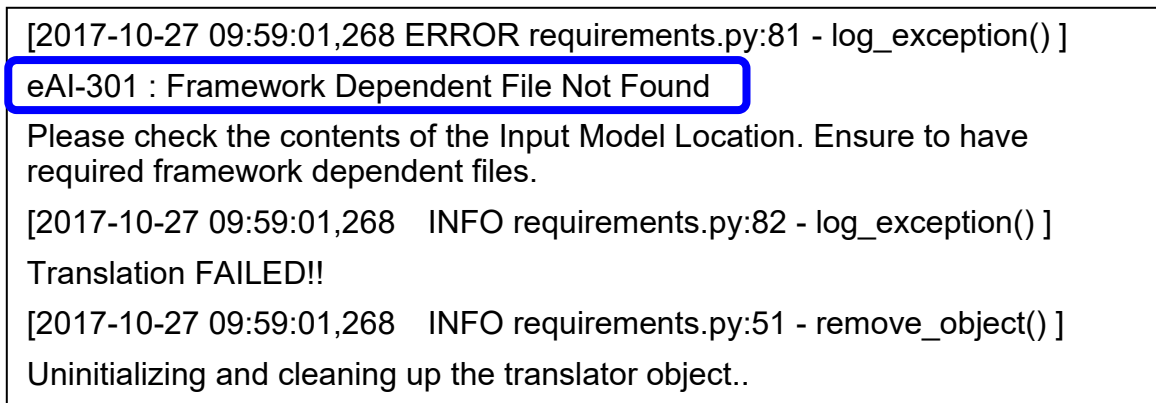 [2017-10-27 09:59:01,268 ERROR requirements.py:81 - log_exception() ]
eAI-301 : Framework Dependent File Not Found
Please check the contents of the Input Model Location. Ensure to have
required framework dependent files.
[2017-10-27 09:59:01,268 INFO requirements.py:82 - log_exception() ]
Translation FAILED!!
[2017-10-27 09:59:01,268 INFO requirements.py:51 - remove_object() ]
Uninitializing and cleaning up the translator object..